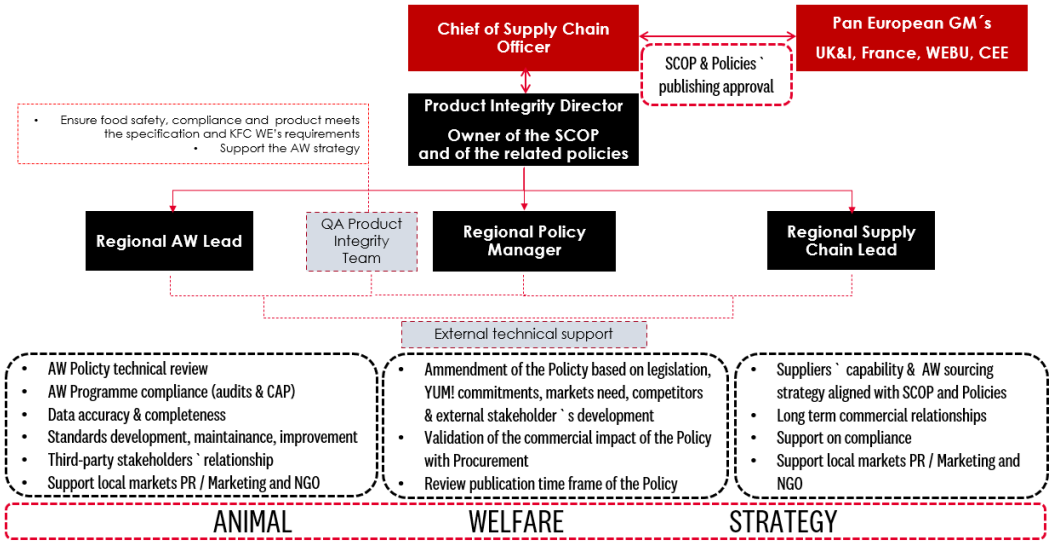 Chief of Supply Chain
Officer
Pan European GM´s
UK&I, France, WEBU, CEE
SCOP & Policies `
publishing approval
Product Integrity Director
Owner of the SCOP
and of the related policies
• Ensure food safety, compliance and product meets
the specification and KFC WE's requirements
• Support the AW strategy
Regional AW Lead
QA Product
Integrity
Team
Regional Policy
Manager
Regional Supply
Chain Lead
External technical support
• AW Policty technical review
• AW Programme compliance (audits & CAP)
• Data accuracy & completeness
• Standards development, maintainance, improvement
• Third-party stakeholders ` relationship
• Support local markets PR / Marketing and NGO
• Ammendment of the Policty based on legislation,
YUM! commitments, markets need, competitors
& external stakeholder ` s development
• Validation of the commercial impact of the Policy
with Procurement
• Review publication time frame of the Policy
• Suppliers ` capability & AW sourcing
strategy aligned with SCOP and Policies
• Long term commercial relationships
• Support on compliance
• Support local markets PR / Marketing and
NGO
ANIMAL WELFARE STRATEGY